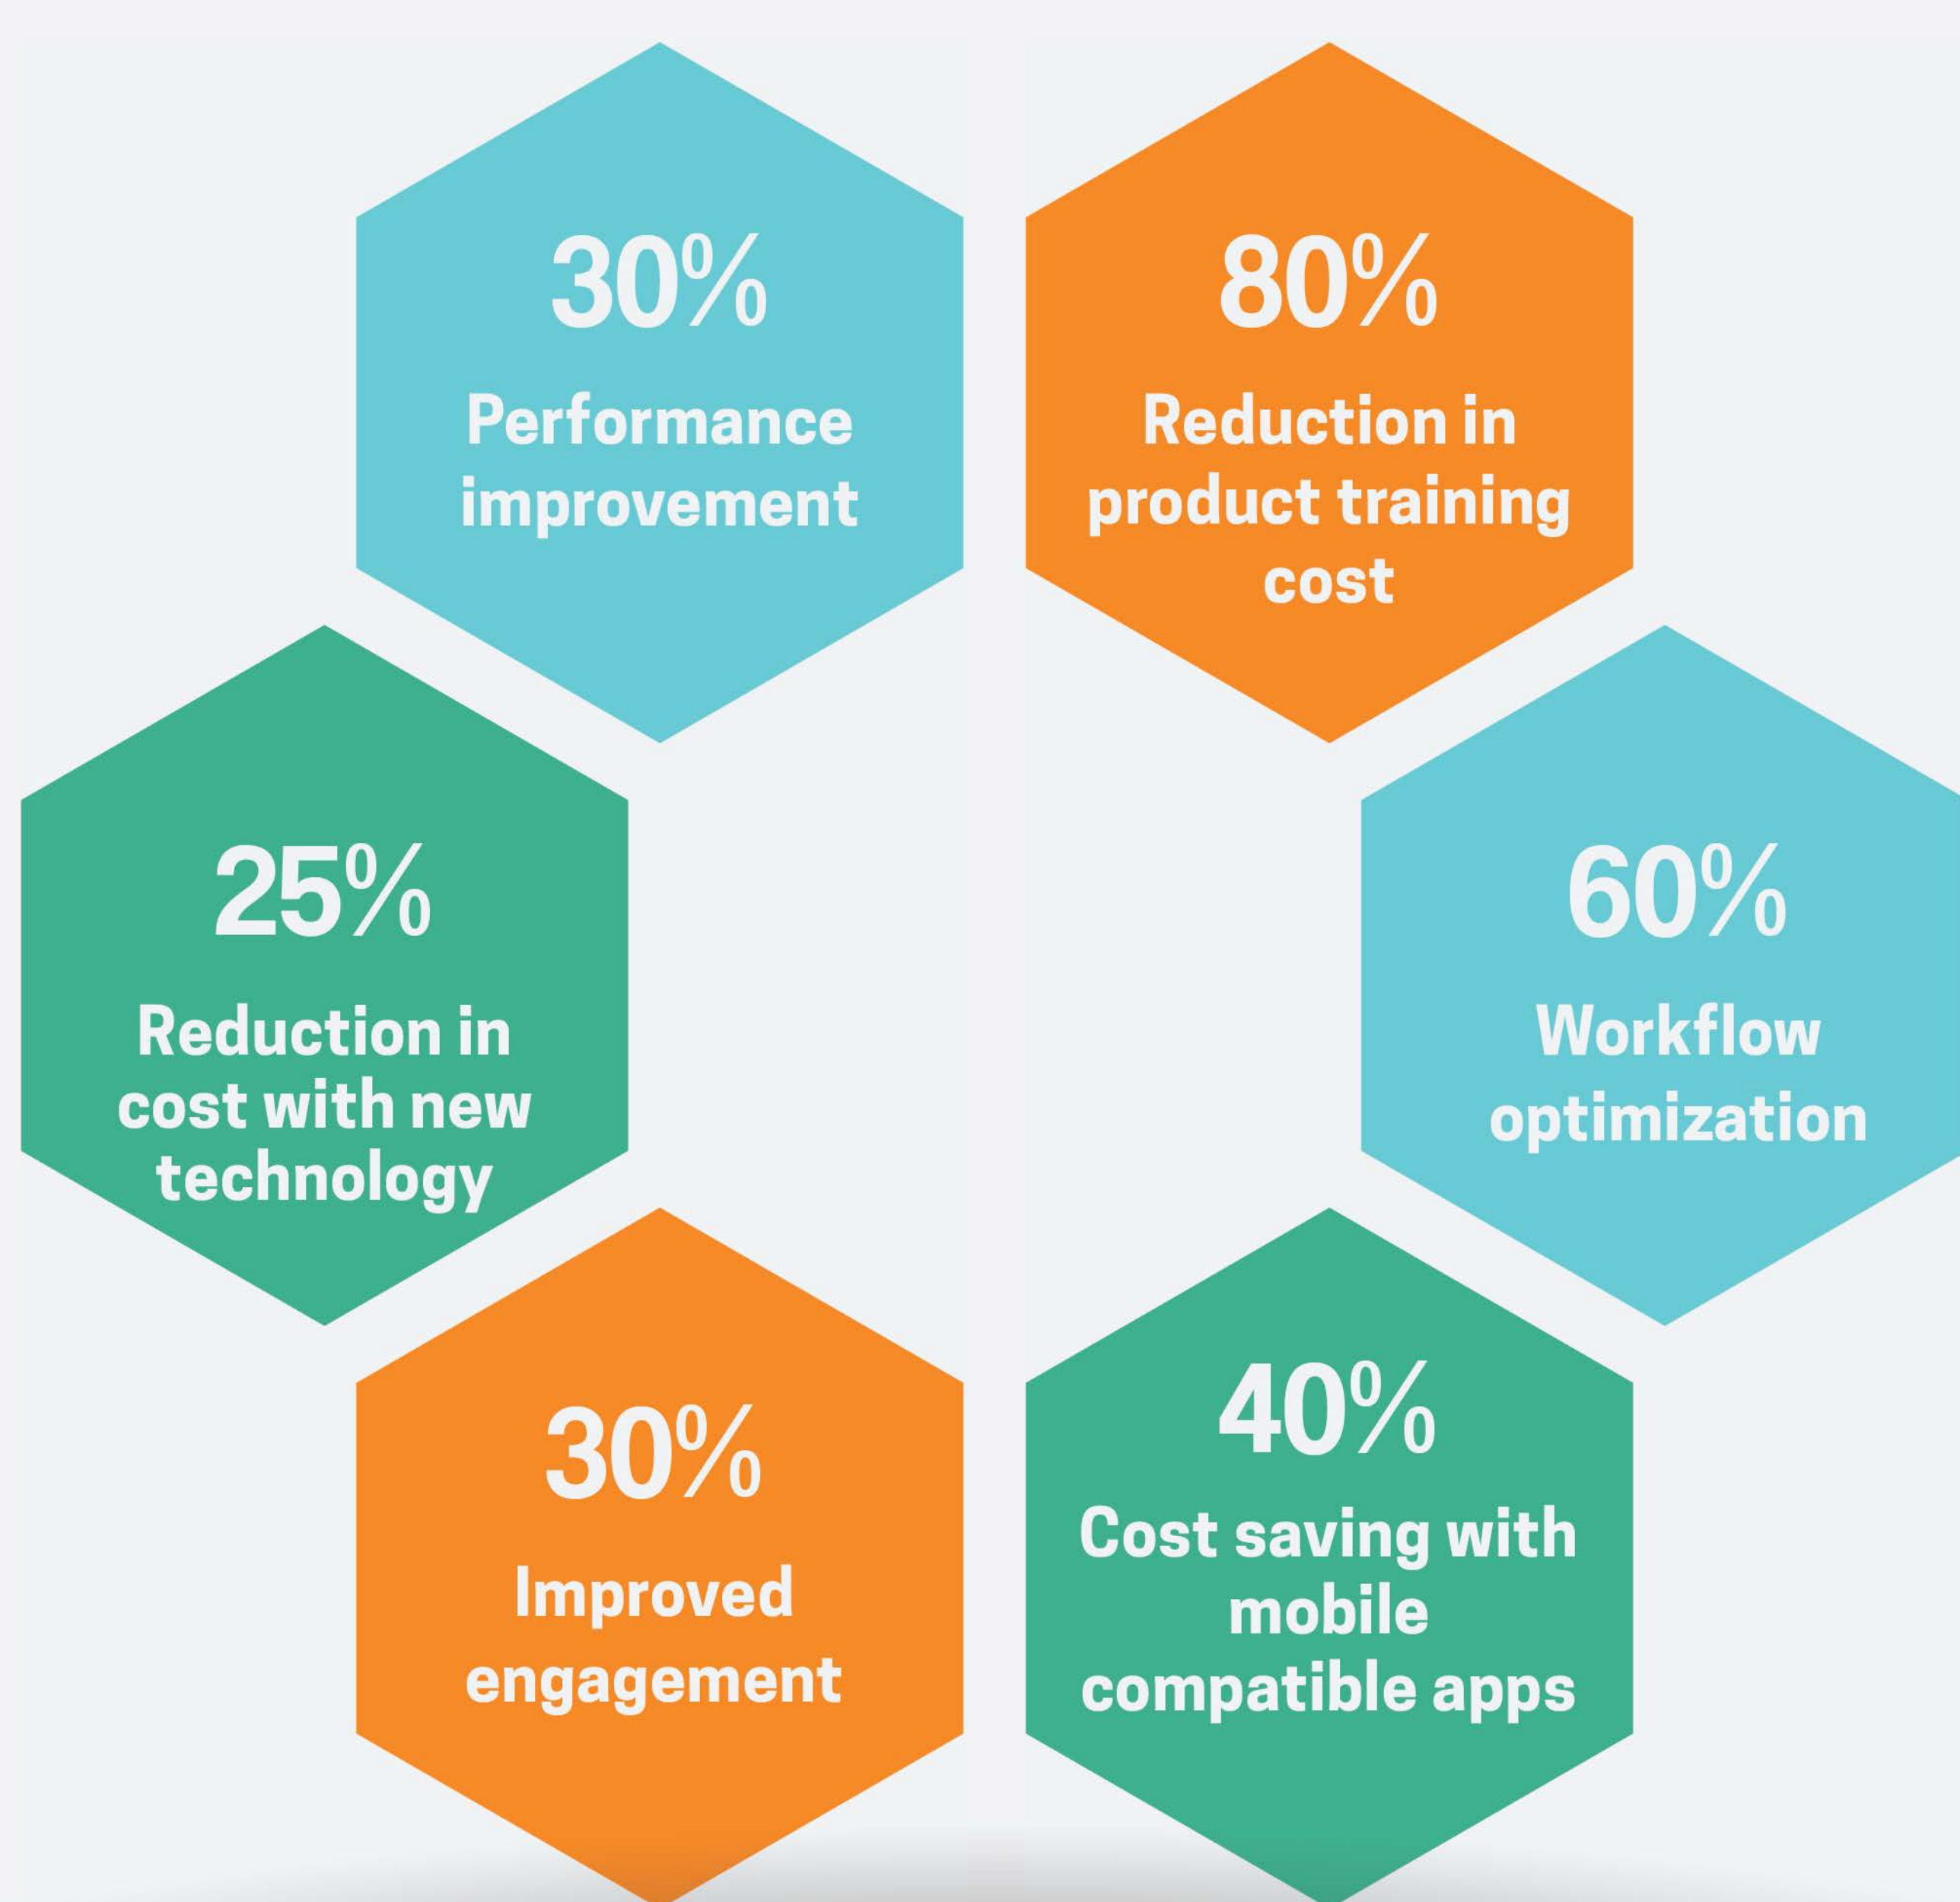 30%
Performance
improvement
80%
Reduction in
product training
cost
25%
Reduction in
cost with new
technology
60%
Workflow
optimization
30%
Improved
engagement
40%
Cost saving with
mobile
compatible apps